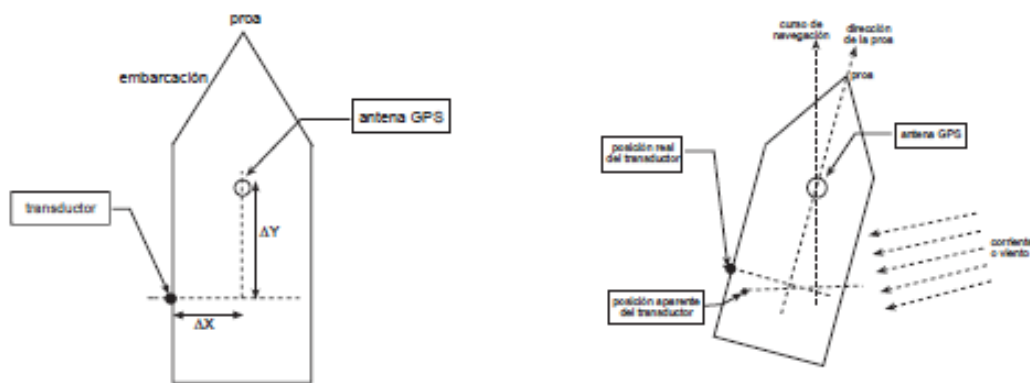 proa
embarcación
antena GPS
transductor
ΔY
ΔX
curso de
navegación
dirección
de la proa
proa
antena GPS
posición real
del transductor
corriente
o viento
posición aparente
del transductor